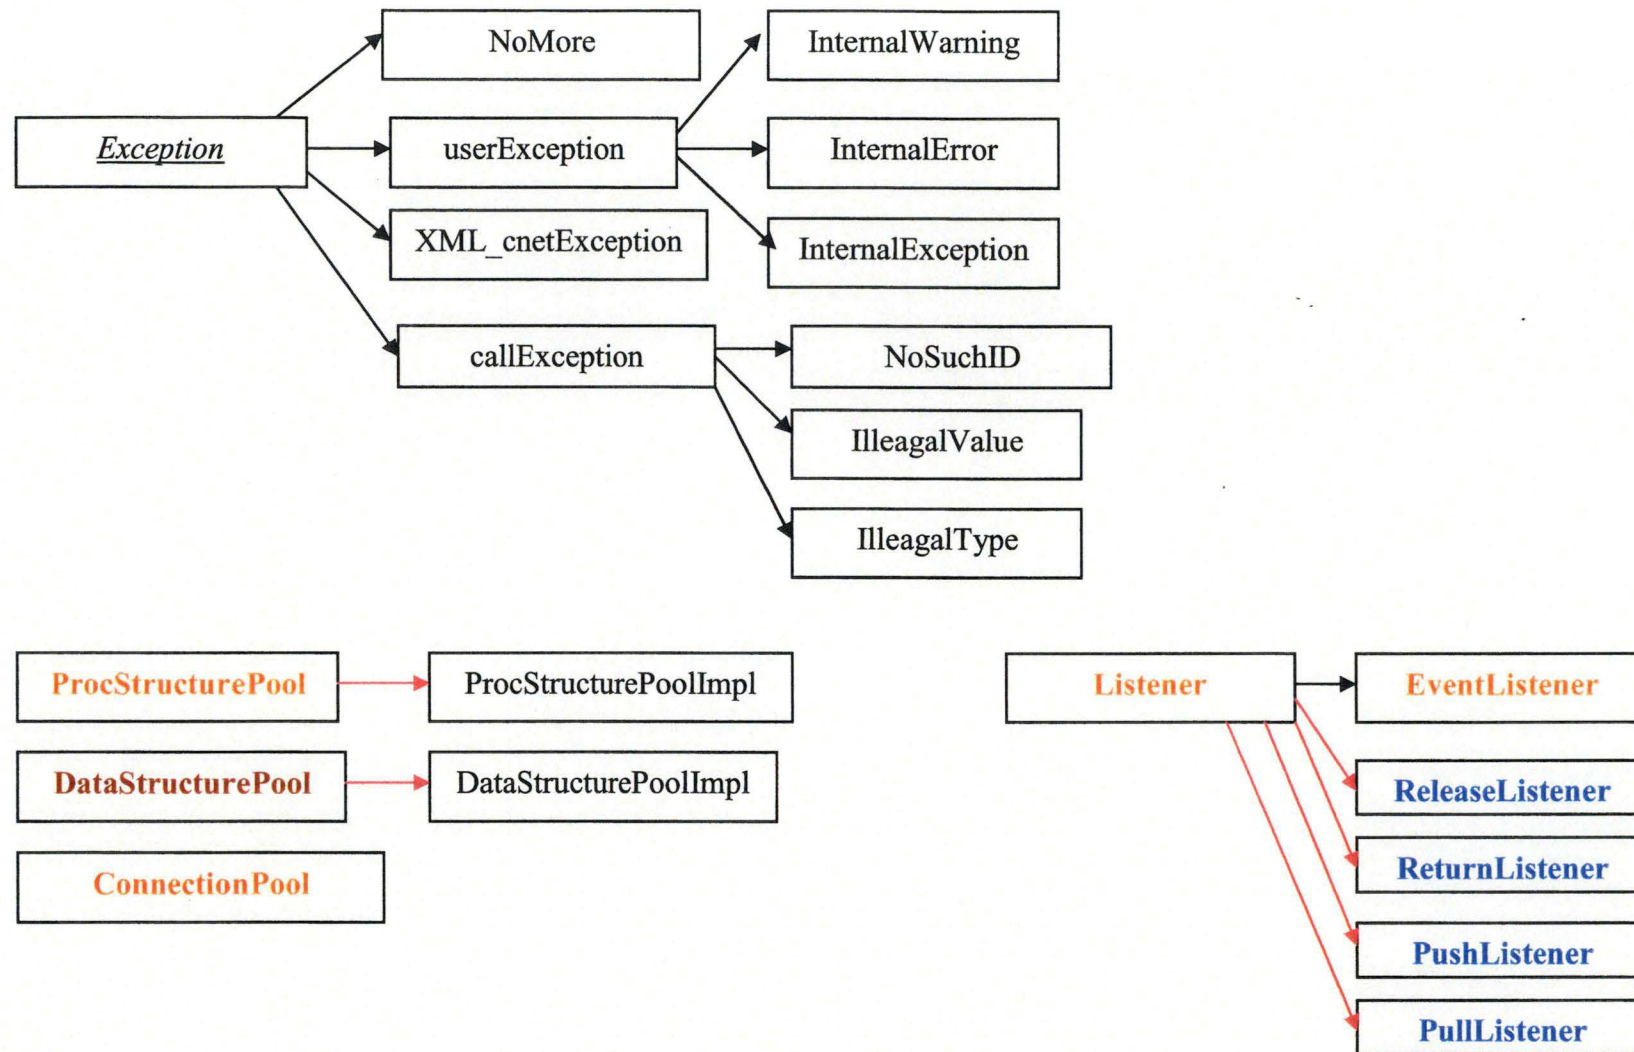 NoMore
InternalWarning
Exception
userException
InternalError
XML_cnetException
InternalException
callException
NoSuchID
IlleagalValue
IlleagalType
ProcStructurePool
ProcStructurePoolImpl
Listener
EventListener
DataStructurePool
DataStructurePoolImpl
ReleaseListener
ConnectionPool
ReturnListener
PushListener
PullListener